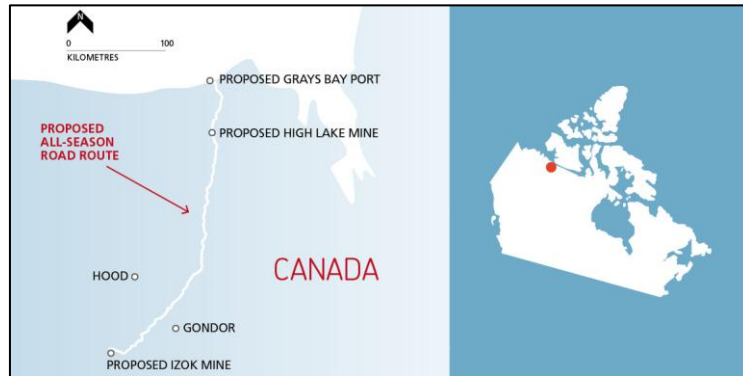 N
0 100
KILOMETRES
PROPOSED GRAYS BAY PORT
PROPOSED HIGH LAKE MINE
PROPOSED
ALL-SEASON
ROAD ROUTE
CANADA
HOOD
GONDOR
PROPOSED IZOK MINE